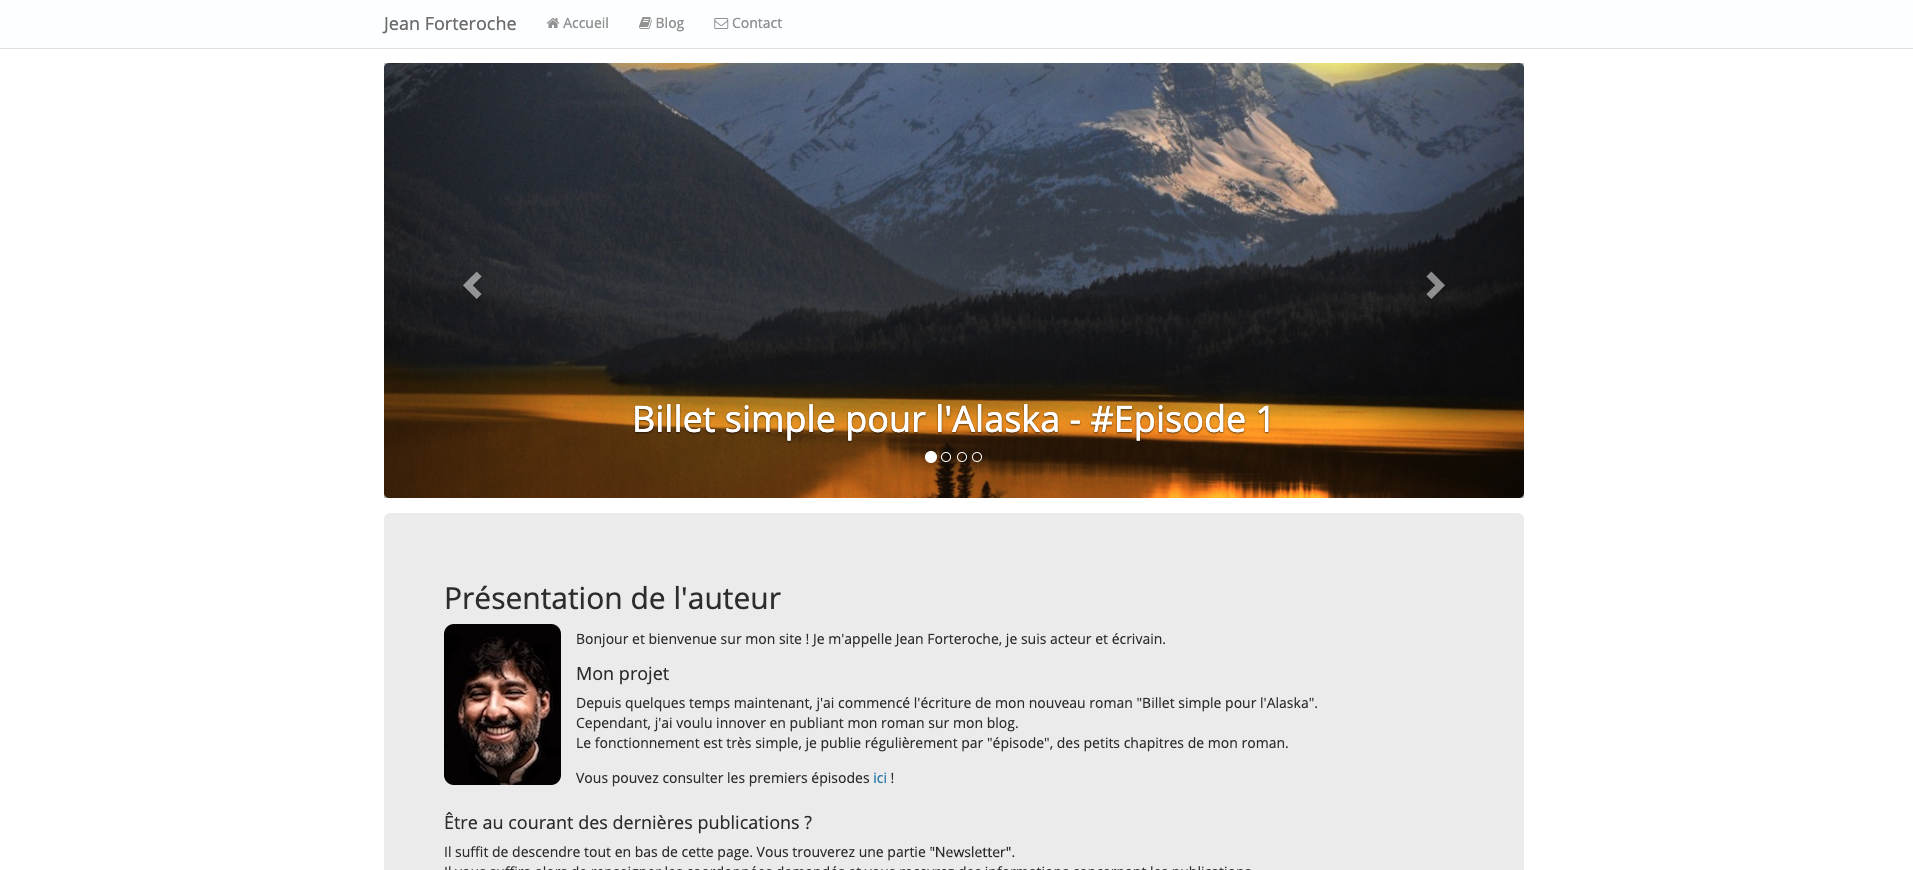 Jean Forteroche Accueil Blog Contact
Billet simple pour l'Alaska - #Episode 1
Présentation de l'auteur
Bonjour et bienvenue sur mon site ! Je m'appelle Jean Forteroche, je suis acteur et écrivain.
Mon projet
Depuis quelques temps maintenant, j'ai commencé l'écriture de mon nouveau roman "Billet simple pour l'Alaska".
Cependant, j'ai voulu innover en publiant mon roman sur mon blog.
Le fonctionnement est très simple, je publie régulièrement par "épisode", des petits chapitres de mon roman.
Vous pouvez consulter les premiers épisodes ici !
Être au courant des dernières publications ?
Il suffit de descendre tout en bas de cette page. Vous trouverez une partie "Newsletter".